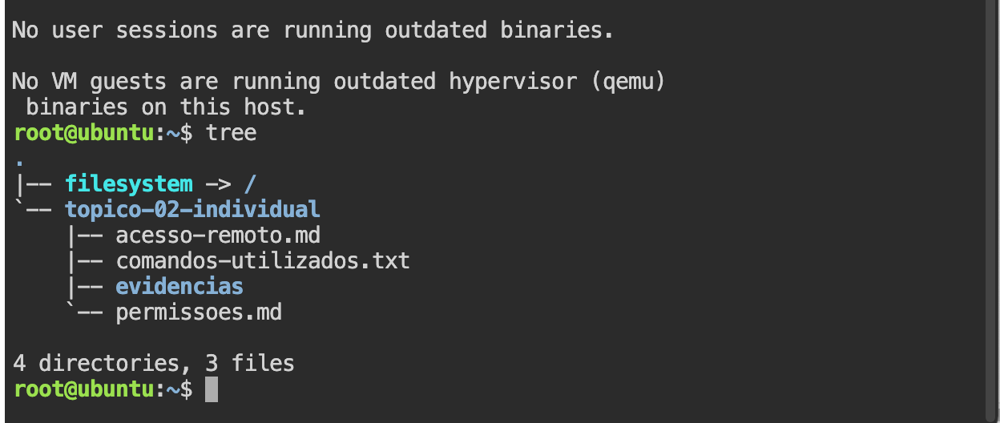 No user sessions are running outdated binaries.
No VM guests are running outdated hypervisor (qemu)
 binaries on this host.
root@ubuntu:~$ tree
.
|-- filesystem -> /
`-- topico-02-individual
    |-- acesso-remoto.md
    |-- comandos-utilizados.txt
    |-- evidencias
    `-- permissoes.md
4 directories, 3 files
root@ubuntu:~$